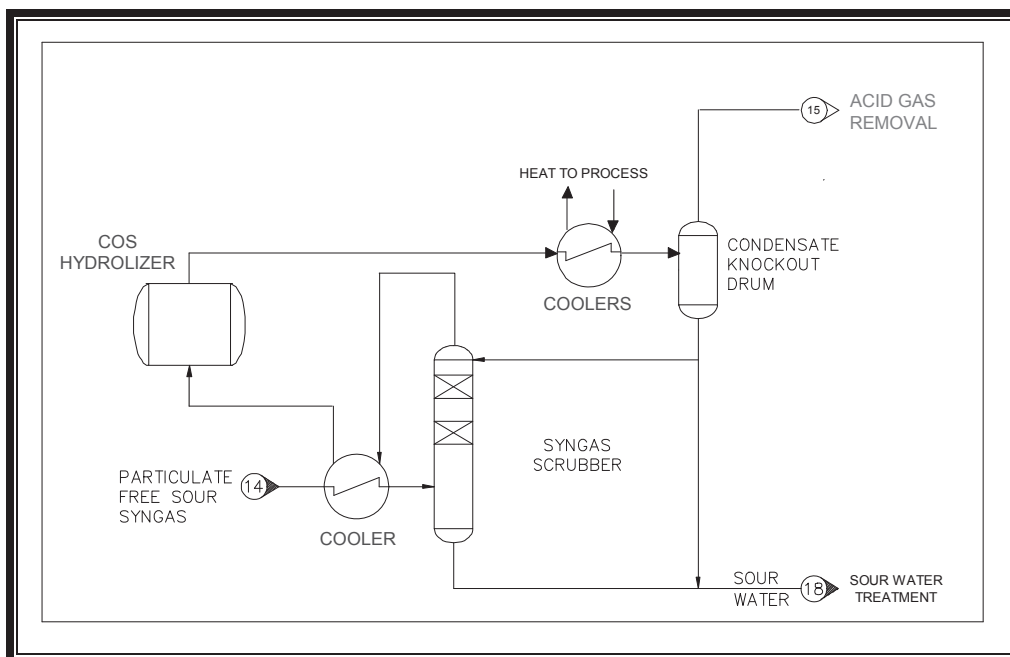 15
ACID GAS
REMOVAL
HEAT TO PROCESS
COS
HYDROLIZER
CONDENSATE
KNOCKOUT
DRUM
COOLERS
SYNGAS
SCRUBBER
PARTICULATE
FREE SOUR
SYNGAS
14
COOLER
SOUR
WATER
18
SOUR WATER
TREATMENT